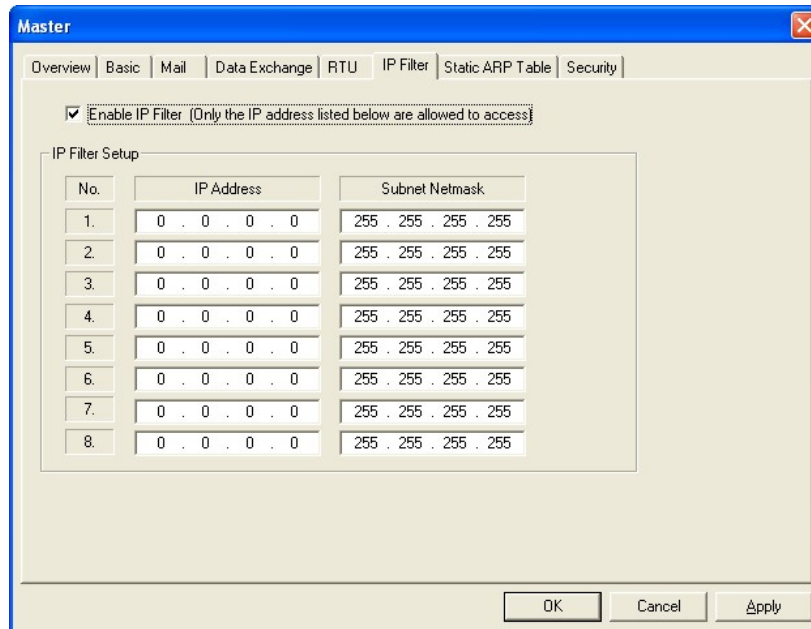 Master
Overview Basic Mail Data Exchange RTU IP Filter Static ARP Table Security
Enable IP Filter (Only the IP address listed below are allowed to access)
IP Filter Setup
No. IP Address Subnet Netmask
1. 0 . 0 . 0 . 0 255 . 255 . 255 . 255
2. 0 . 0 . 0 . 0 255 . 255 . 255 . 255
3. 0 . 0 . 0 . 0 255 . 255 . 255 . 255
4. 0 . 0 . 0 . 0 255 . 255 . 255 . 255
5. 0 . 0 . 0 . 0 255 . 255 . 255 . 255
6. 0 . 0 . 0 . 0 255 . 255 . 255 . 255
7. 0 . 0 . 0 . 0 255 . 255 . 255 . 255
8. 0 . 0 . 0 . 0 255 . 255 . 255 . 255
OK Cancel Apply